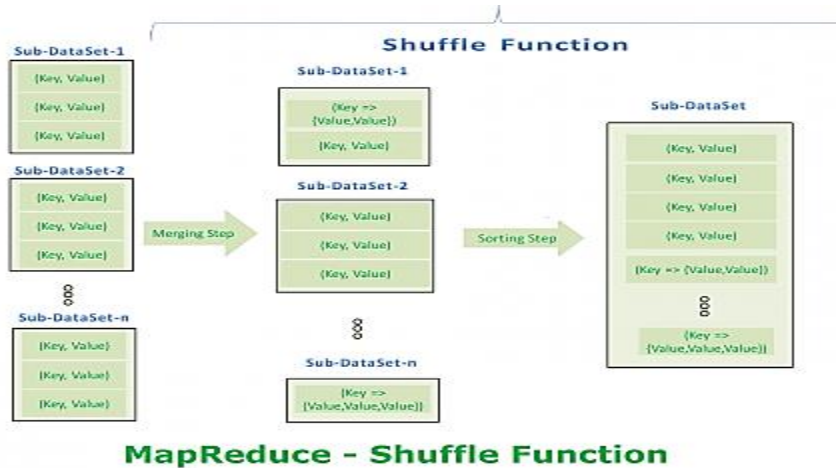 Shuffle Function
Sub-DataSet-1
(Key, Value)
(Key, Value)
(Key, Value)
Sub-DataSet-2
(Key, Value)
(Key, Value)
(Key, Value)
Sub-DataSet-n
(Key, Value)
(Key, Value)
(Key, Value)
Merging Step
Sub-DataSet-1
(Key =>
{Value,Value})
(Key, Value)
Sub-DataSet-2
(Key, Value)
(Key, Value)
(Key, Value)
Sub-DataSet-n
(Key =>
{Value,Value,Value})
Sorting Step
Sub-DataSet
(Key, Value)
(Key, Value)
(Key, Value)
(Key, Value)
(Key => {Value,Value})
(Key =>
{Value,Value,Value})
MapReduce - Shuffle Function